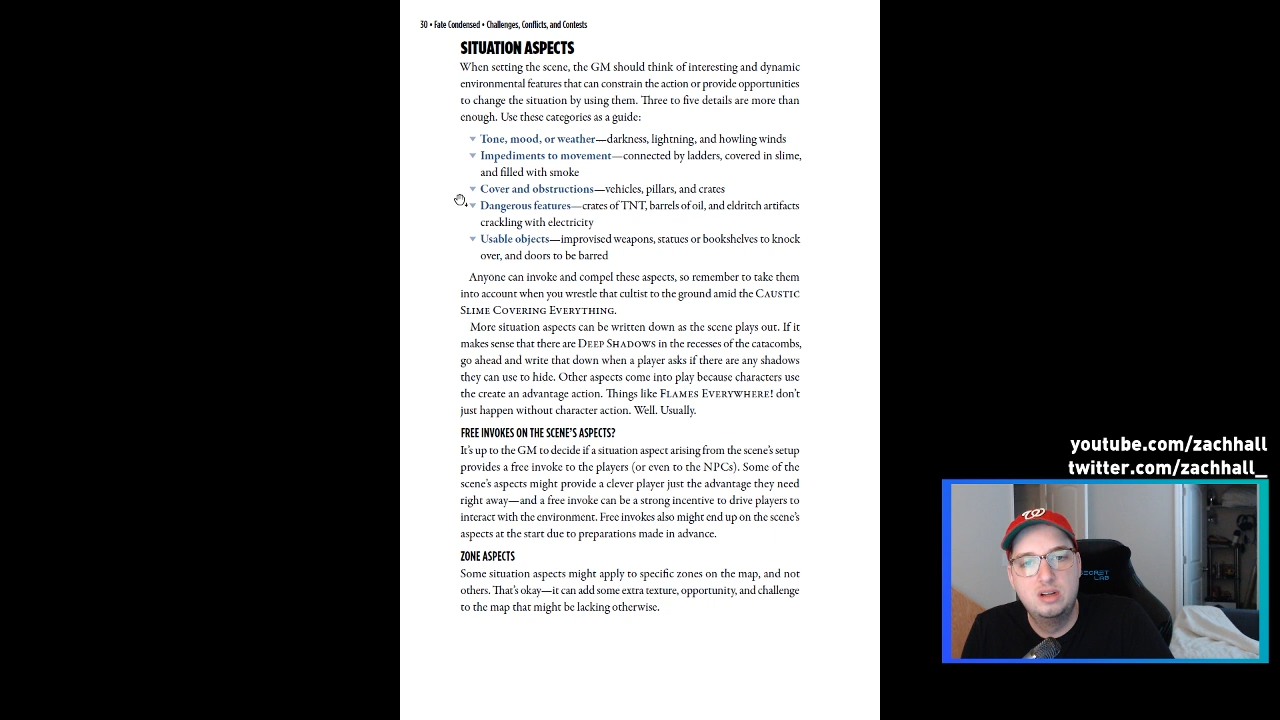 30 • Fate Condensed • Challenges, Conflicts, and Contests
SITUATION ASPECTS
When setting the scene, the GM should think of interesting and dynamic
environmental features that can constrain the action or provide opportunities
to change the situation by using them. Three to five details are more than
enough. Use these categories as a guide:
Tone, mood, or weather—darkness, lightning, and howling winds
Impediments to movement—connected by ladders, covered in slime,
and filled with smoke
Cover and obstructions—vehicles, pillars, and crates
Dangerous features—crates of TNT, barrels of oil, and eldritch artifacts
crackling with electricity
Usable objects—improvised weapons, statues or bookshelves to knock
over, and doors to be barred
Anyone can invoke and compel these aspects, so remember to take them
into account when you wrestle that cultist to the ground amid the CAUSTIC
SLIME COVERING EVERYTHING.
More situation aspects can be written down as the scene plays out. If it
makes sense that there are DEEP SHADOWS in the recesses of the catacombs,
go ahead and write that down when a player asks if there are any shadows
they can use to hide. Other aspects come into play because characters use
the create an advantage action. Things like FLAMES EVERYWHERE! don't
just happen without character action. Well. Usually.
FREE INVOKES ON THE SCENE'S ASPECTS?
It's up to the GM to decide if a situation aspect arising from the scene's setup
provides a free invoke to the players (or even to the NPCs). Some of the
scene's aspects might provide a clever player just the advantage they need
right away—and a free invoke can be a strong incentive to drive players to
interact with the environment. Free invokes also might end up on the scene's
aspects at the start due to preparations made in advance.
ZONE ASPECTS
Some situation aspects might apply to specific zones on the map, and not
others. That's okay—it can add some extra texture, opportunity, and challenge
to the map that might be lacking otherwise.
youtube.com/zachhall
twitter.com/zachhall_
W
SECRET
LAB